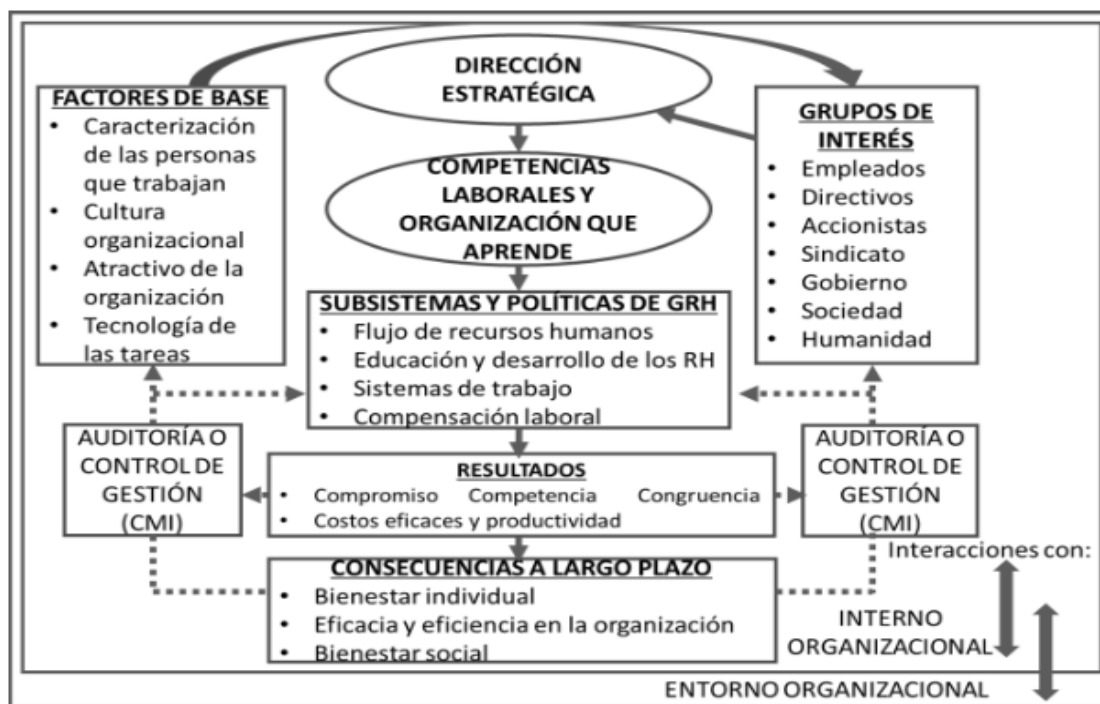 DIRECCIÓN
ESTRATÉGICA
FACTORES DE BASE
• Caracterización
de las personas
que trabajan
• Cultura
organizacional
• Atractivo de la
organización
• Tecnología de
las tareas
COMPETENCIAS
LABORALES Y
ORGANIZACIÓN QUE
APRENDE
GRUPOS DE
INTERÉS
• Empleados
• Directivos
• Accionistas
• Sindicato
• Gobierno
• Sociedad
• Humanidad
SUBSISTEMAS Y POLÍTICAS DE GRH
• Flujo de recursos humanos
• Educación y desarrollo de los RH
• Sistemas de trabajo
• Compensación laboral
AUDITORÍA O
CONTROL DE
GESTIÓN
(CMI)
RESULTADOS
• Compromiso Competencia Congruencia
• Costos eficaces y productividad
AUDITORÍA O
CONTROL DE
GESTIÓN
(CMI)
CONSECUENCIAS A LARGO PLAZO
• Bienestar individual
• Eficacia y eficiencia en la organización
• Bienestar social
Interacciones con:
INTERNO
ORGANIZACIONAL
ENTORNO ORGANIZACIONAL